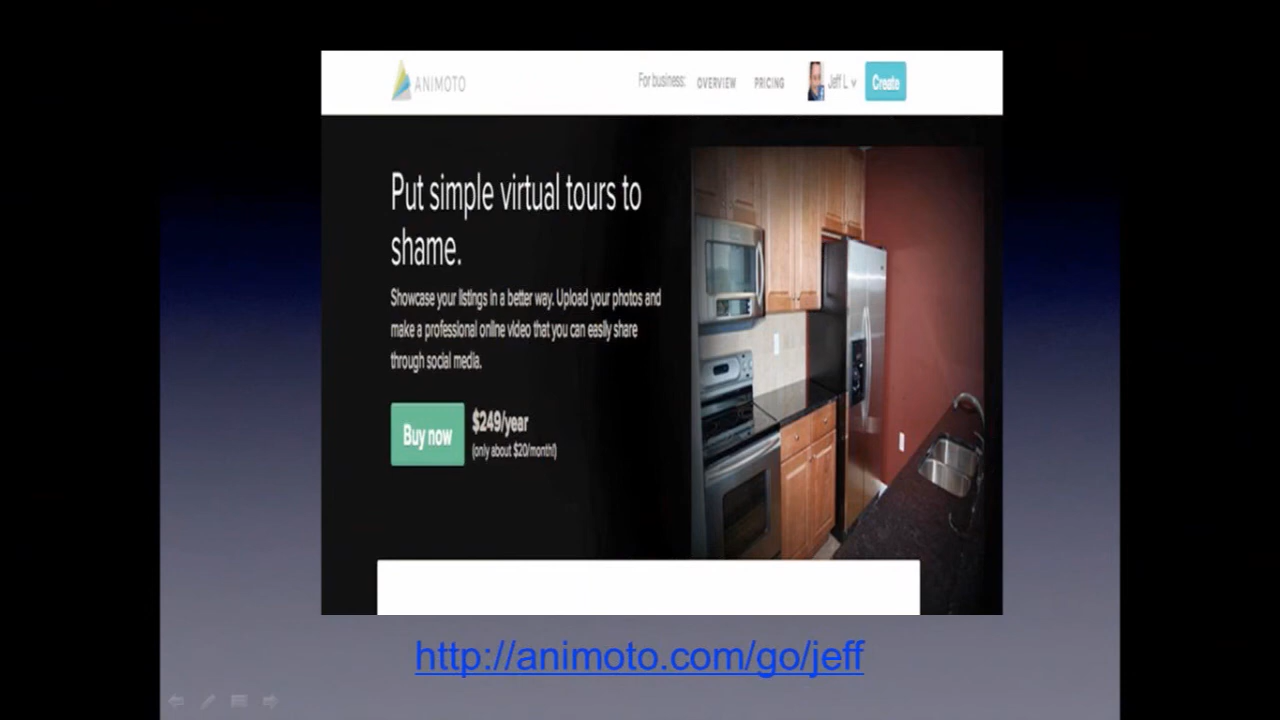 ANIMOTO
For business: OVERVIEW PRICING Jeff L. Create
Put simple virtual tours to
shame.
Showcase your listings in a better way. Upload your photos and
make a professional online video that you can easily share
through social media.
Buy now
$249/year
(only about $20/month!)
http://animoto.com/go/jeff